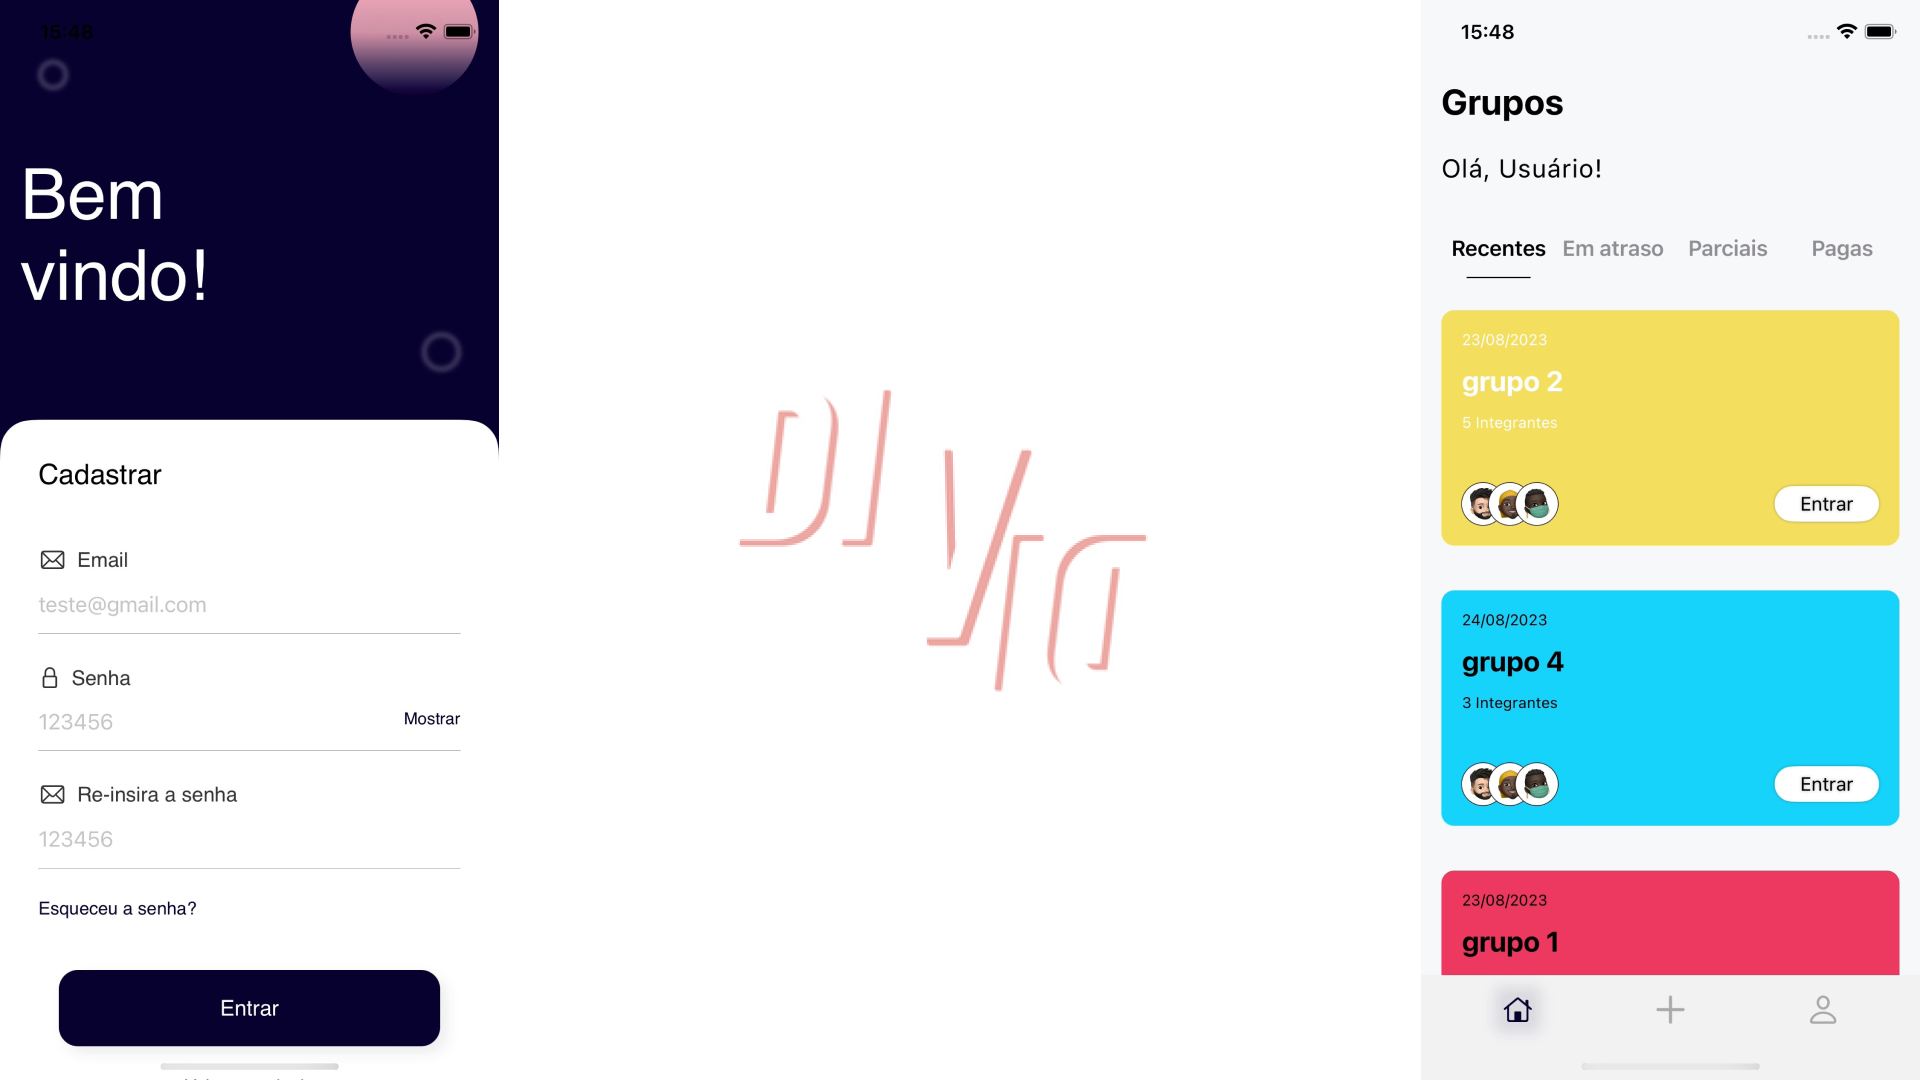 15:48
Bem
vindo!
Cadastrar
Email
teste@gmail.com
Senha
123456
Mostrar
Re-insira a senha
123456
Esqueceu a senha?
Entrar
15:48
Grupos
Olá, Usuário!
Recentes Em atraso Parciais Pagas
23/08/2023
grupo 2
5 Integrantes
Entrar
24/08/2023
grupo 4
3 Integrantes
Entrar
23/08/2023
grupo 1